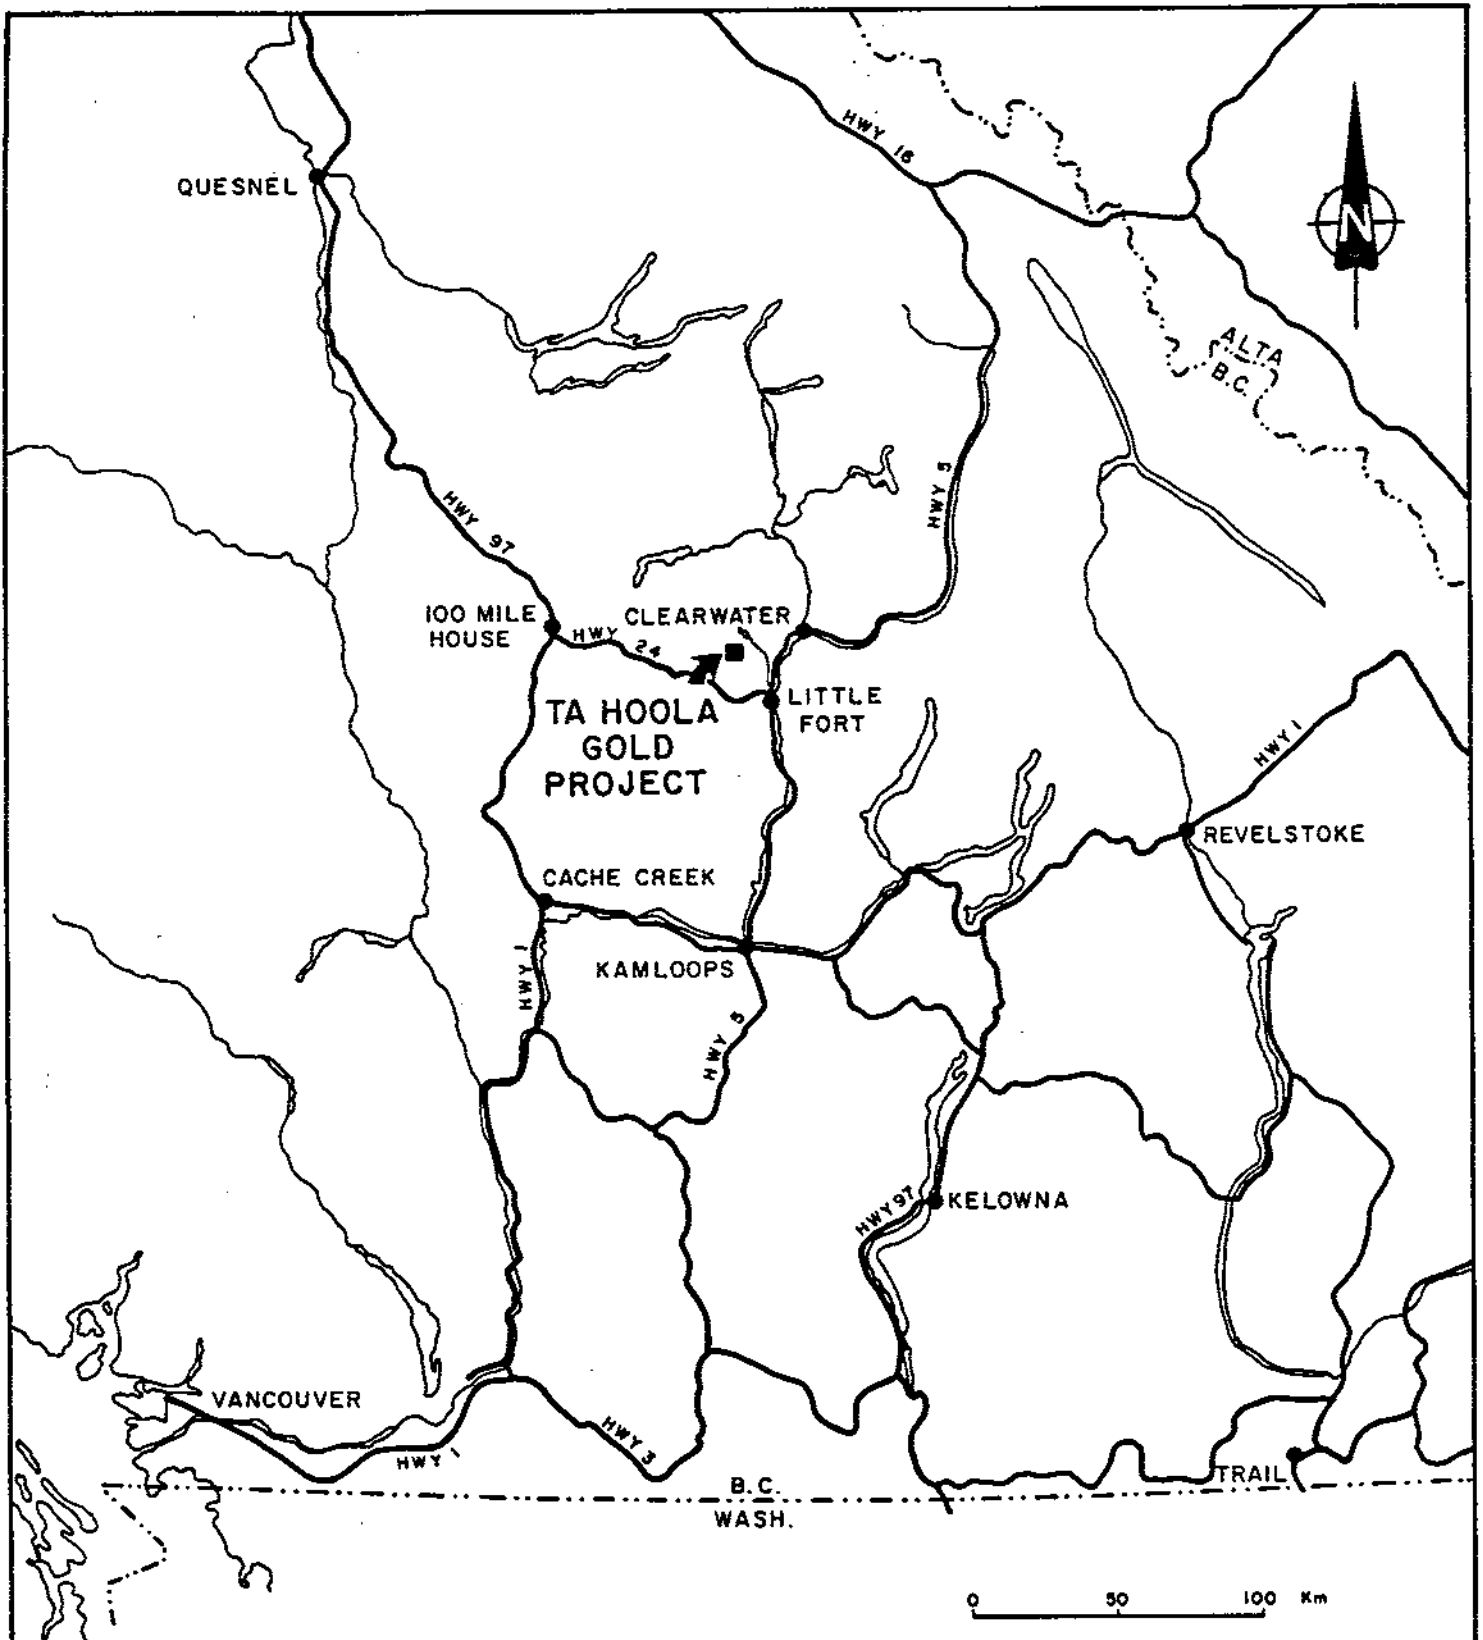 HWY 16
QUESNEL
N
ALTA
B.C.
HWY 5
HWY 97
100 MILE
HOUSE
CLEARWATER
HWY 24
LITTLE
FORT
TA HOOLA
GOLD
PROJECT
HWY 1
REVELSTOKE
CACHE CREEK
KAMLOOPS
HWY 1
HWY 5
HWY 97
KELOWNA
VANCOUVER
HWY 1
HWY 3
TRAIL
B.C.
WASH.
0 50 100 Km